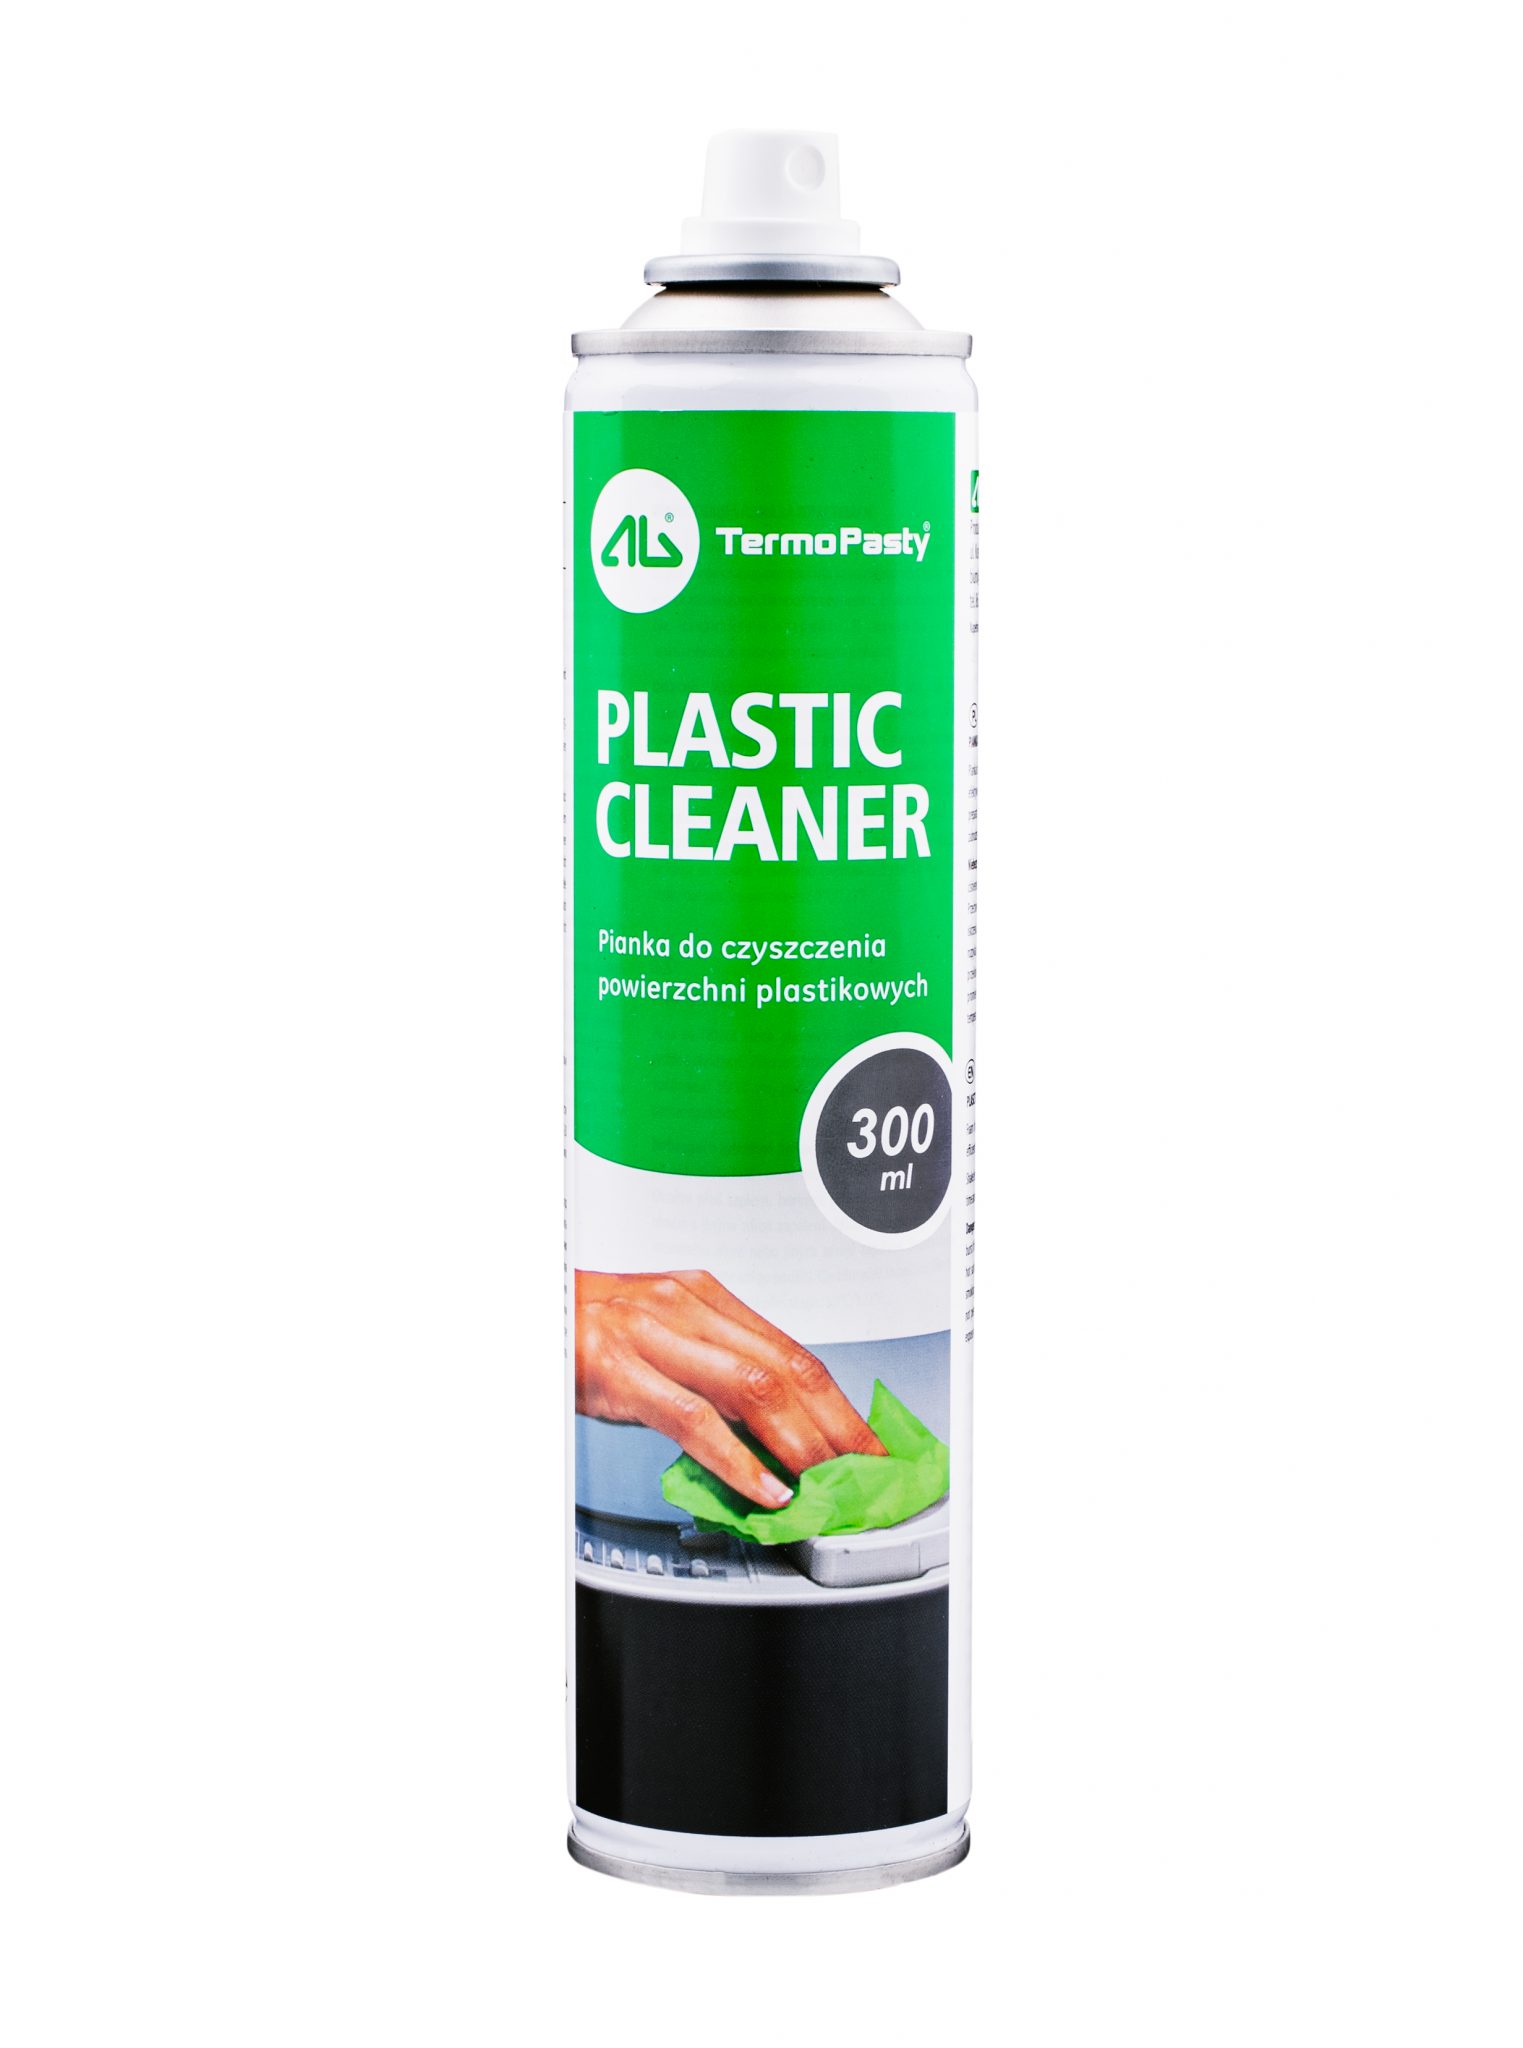 AG® TermoPasty®
PLASTIC
CLEANER
Pianka do czyszczenia
powierzchni plastikowych
300
ml